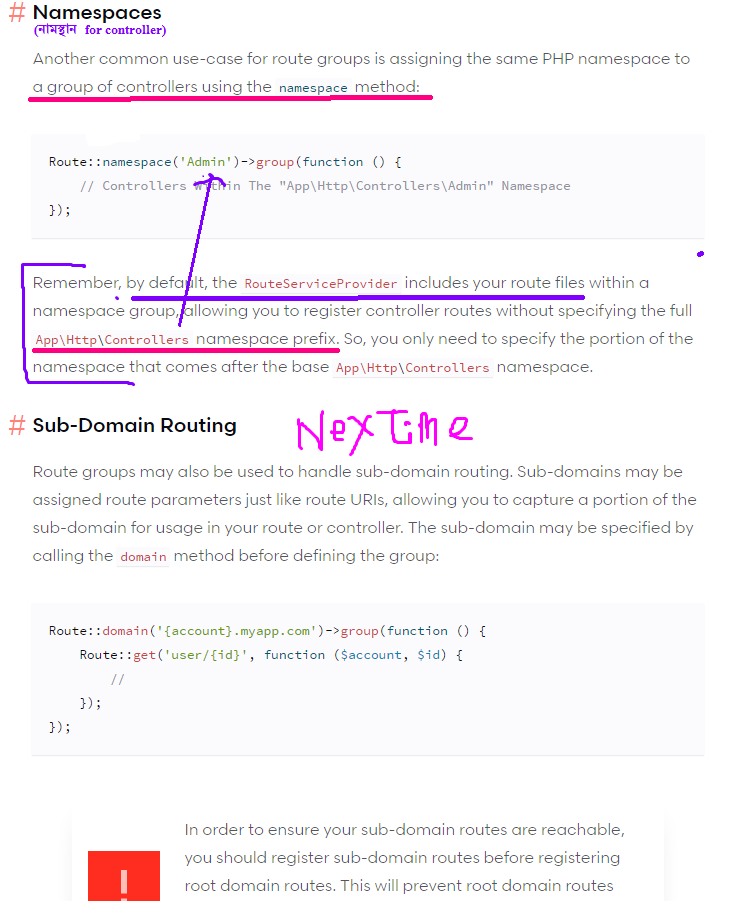 # Namespaces
(নামস্থান for controller)
Another common use-case for route groups is assigning the same PHP namespace to
a group of controllers using the namespace method:
Route::namespace('Admin')->group(function () {
// Controllers Within The "App\Http\Controllers\Admin" Namespace
});
Remember, by default, the RouteServiceProvider includes your route files within a
namespace group, allowing you to register controller routes without specifying the full
App\Http\Controllers namespace prefix. So, you only need to specify the portion of the
namespace that comes after the base App\Http\Controllers namespace.
# Sub-Domain Routing
NexTime
Route groups may also be used to handle sub-domain routing. Sub-domains may be
assigned route parameters just like route URIs, allowing you to capture a portion of the
sub-domain for usage in your route or controller. The sub-domain may be specified by
calling the domain method before defining the group:
Route::domain('{account}.myapp.com')->group(function () {
Route::get('user/{id}', function ($account, $id) {
//
});
});
In order to ensure your sub-domain routes are reachable,
you should register sub-domain routes before registering
root domain routes. This will prevent root domain routes